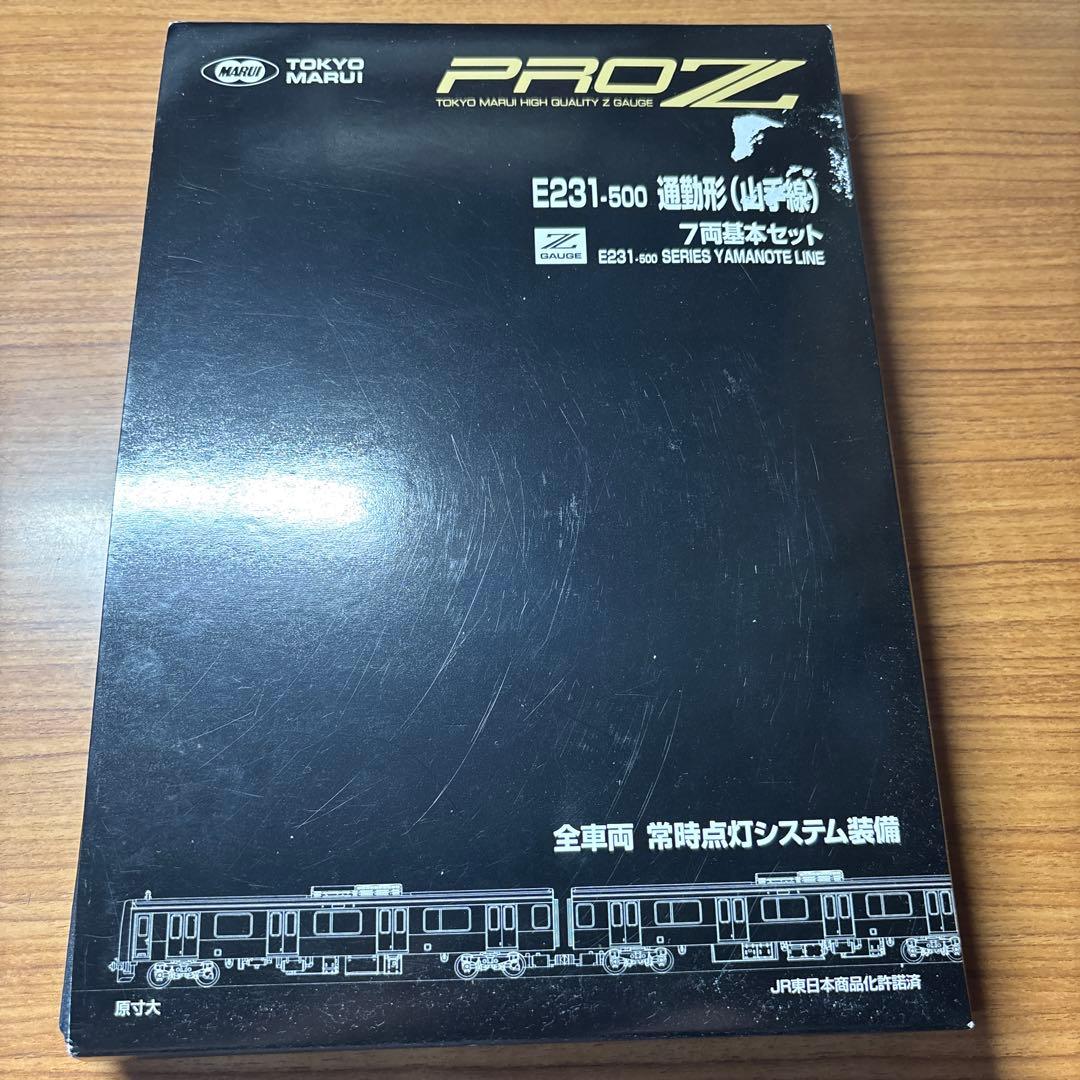 MARUI
TOKYO
MARUI
PROZ
TOKYO MARUI HIGH QUALITY Z GAUGE
E231-500 通勤形(山手線)
7両基本セット
Z
GAUGE
E231-500 SERIES YAMANOTE LINE
全車両 常時点灯システム装備
JR東日本商品化許諾済
原寸大